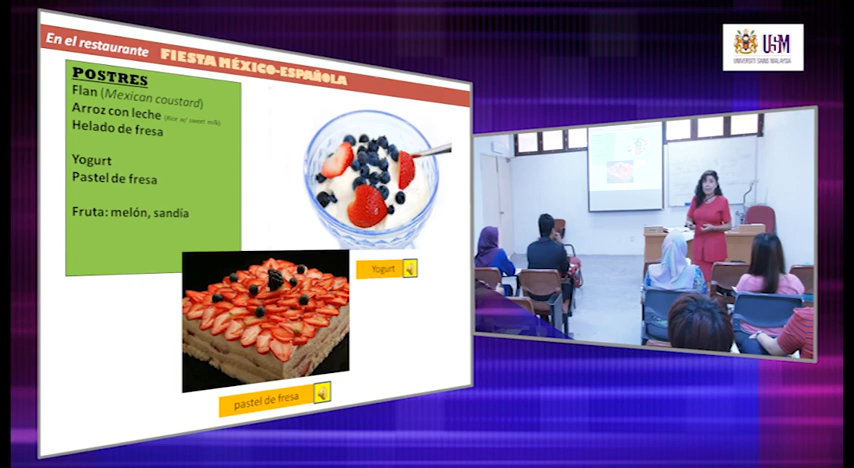 En el restaurante FIESTA MÉXICO-ESPAÑOLA
POSTRES
Flan (Mexican coustard)
Arroz con leche (Rice w/ sweet milk)
Helado de fresa
Yogurt
Pastel de fresa
Fruta: melón, sandía
Yogurt
pastel de fresa
USM
UNIVERSITI SAINS MALAYSIA